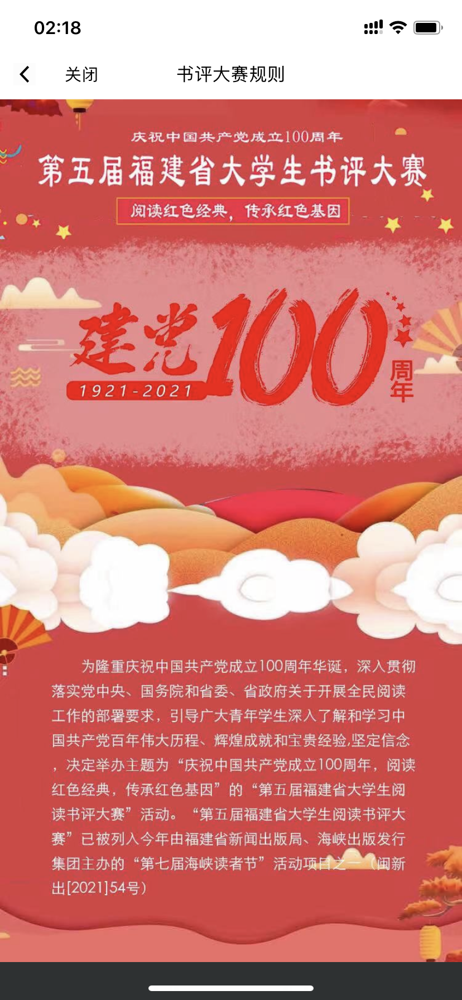 02:18
关闭
书评大赛规则
庆祝中国共产党成立100周年
第五届福建省大学生书评大赛
阅读红色经典，传承红色基因
建党100
周年
1921-2021
为隆重庆祝中国共产党成立100周年华诞，深入贯彻
落实党中央、国务院和省委、省政府关于开展全民阅读
工作的部署要求，引导广大青年学生深入了解和学习中
国共产党百年伟大历程、辉煌成就和宝贵经验,坚定信念
，决定举办主题为“庆祝中国共产党成立100周年，阅读
红色经典，传承红色基因”的“第五届福建省大学生阅
读书评大赛”活动。“第五届福建省大学生阅读书评大
赛”已被列入今年由福建省新闻出版局、海峡出版发行
集团主办的“第七届海峡读者节”活动项目之一（闽新
出[2021]54号）